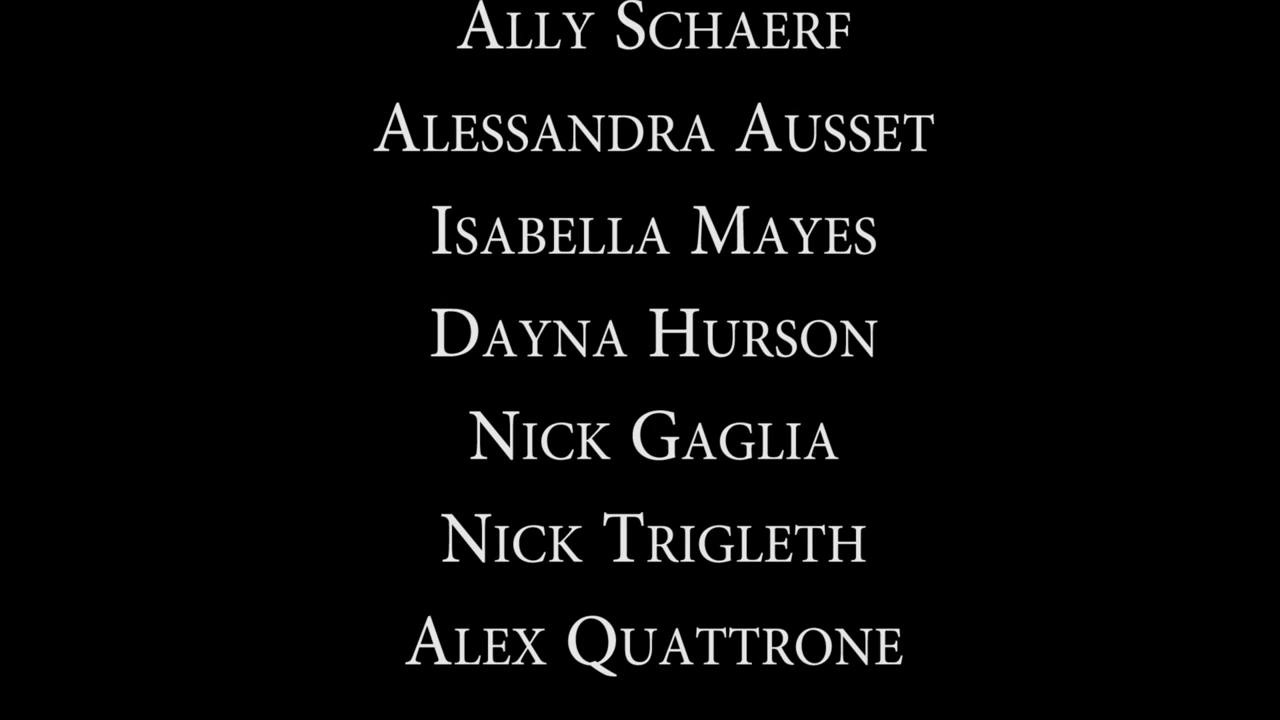 Ally Schaerf
Alessandra Ausset
Isabella Mayes
Dayna Hurson
Nick Gaglia
Nick Trigleth
Alex Quattrone